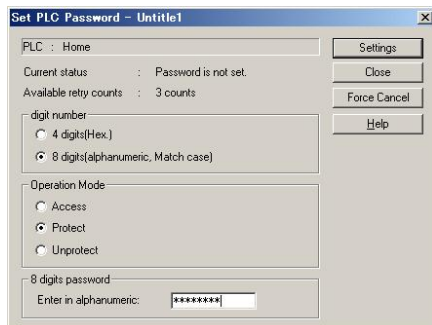 Set PLC Password - Untitle1
PLC : Home
Settings
Current status : Password is not set.
Close
Available retry counts : 3 counts
Force Cancel
digit number
Help
4 digits(Hex.)
8 digits(alphanumeric, Match case)
Operation Mode
Access
Protect
Unprotect
8 digits password
Enter in alphanumeric: ********